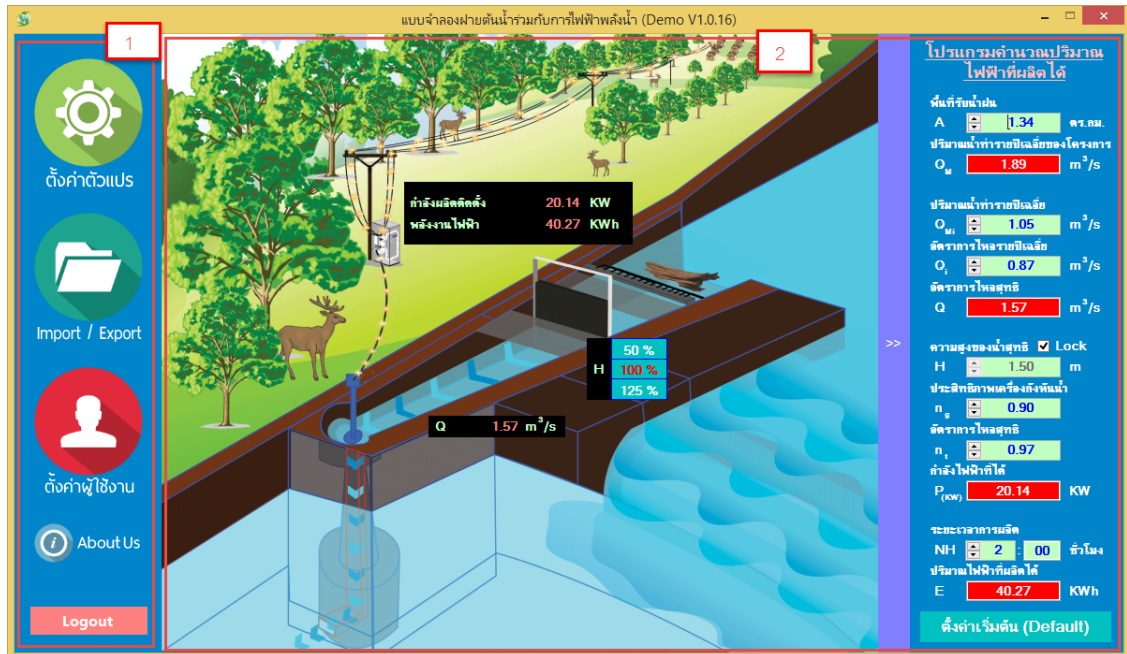 แบบจำลองฝายต้นน้ำร่วมกับการไฟฟ้าพลังน้ำ (Demo V1.0.16)
1
2
ตั้งค่าตัวแปร
Import / Export
ตั้งค่าผู้ใช้งาน
About Us
Logout
กำลังผลิตติดตั้ง 20.14 KW
พลังงานไฟฟ้า 40.27 KWh
50 %
H 100 %
125 %
Q 1.57 m³/s
>>
โปรแกรมคำนวณปริมาณ
ไฟฟ้าที่ผลิตได้
พื้นที่รับน้ำฝน
A 1.34 ตร.กม.
ปริมาณน้ำท่ารายปีเฉลี่ยของโครงการ
Q_M 1.89 m³/s
ปริมาณน้ำท่ารายปีเฉลี่ย
Q_Mi 1.05 m³/s
อัตราการไหลรายปีเฉลี่ย
Q_i 0.87 m³/s
อัตราการไหลสุทธิ
Q 1.57 m³/s
ความสูงของน้ำสุทธิ Lock
H 1.50 m
ประสิทธิภาพเครื่องกังหันน้ำ
n_g 0.90
อัตราการไหลสุทธิ
n_t 0.97
กำลังไฟฟ้าที่ได้
P_(KW) 20.14 KW
ระยะเวลาการผลิต
NH 2 : 00 ชั่วโมง
ปริมาณไฟฟ้าที่ผลิตได้
E 40.27 KWh
ตั้งค่าเริ่มต้น (Default)